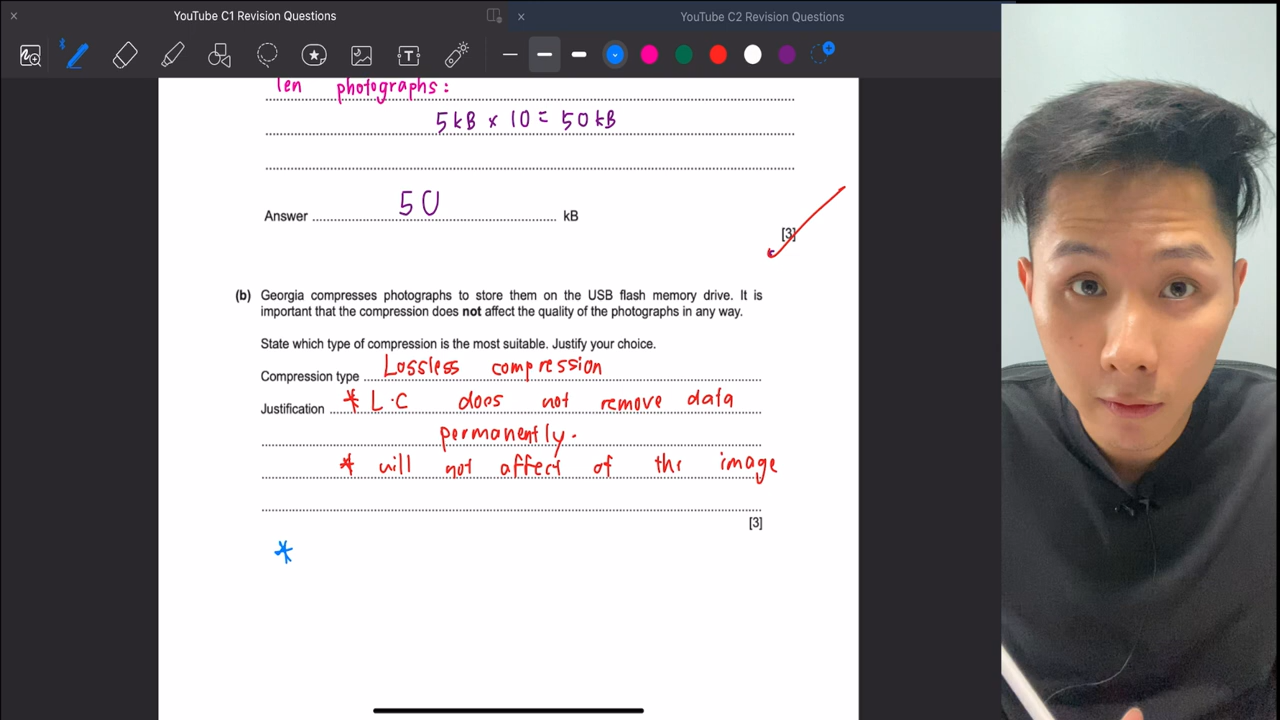 YouTube C1 Revision Questions
YouTube C2 Revision Questions
Ten photographs:
5kB × 10 = 50kB
Answer 50 kB
[3]
(b) Georgia compresses photographs to store them on the USB flash memory drive. It is
important that the compression does not affect the quality of the photographs in any way.
State which type of compression is the most suitable. Justify your choice.
Compression type Lossless compression
Justification * L.C does not remove data
permanently.
* will not affect of the image
[3]
*